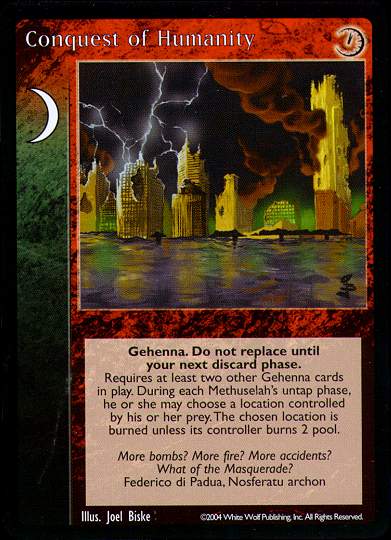 Conquest of Humanity
Gehenna. Do not replace until
your next discard phase.
Requires at least two other Gehenna cards
in play. During each Methuselah's untap phase,
he or she may choose a location controlled
by his or her prey. The chosen location is
burned unless its controller burns 2 pool.
More bombs? More fire? More accidents?
What of the Masquerade?
Federico di Padua, Nosferatu archon
Illus. Joel Biske
©2004 White Wolf Publishing, Inc. All Rights Reserved.